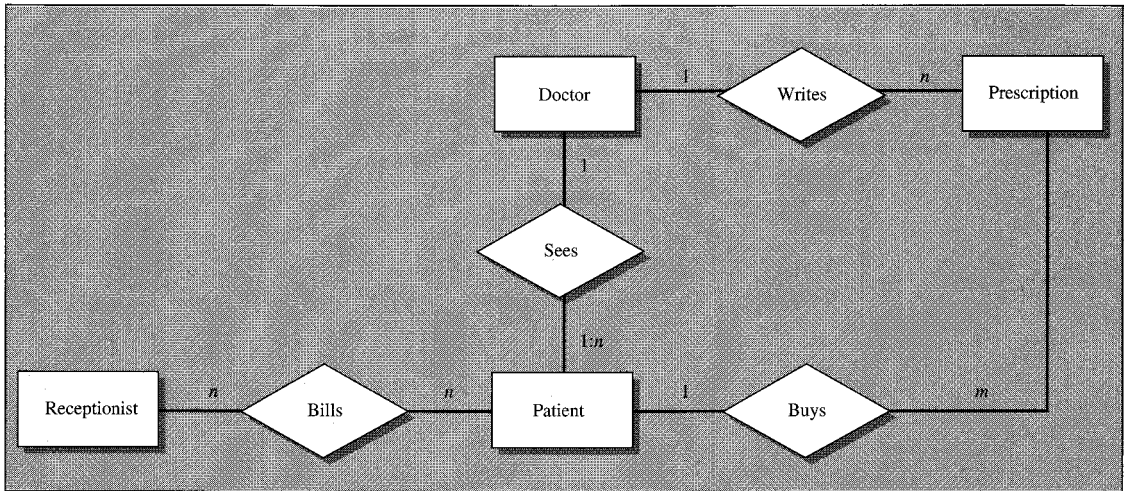 1
n
Doctor
Writes
Prescription
1
Sees
1:n
n
n
1
m
Receptionist
Bills
Patient
Buys